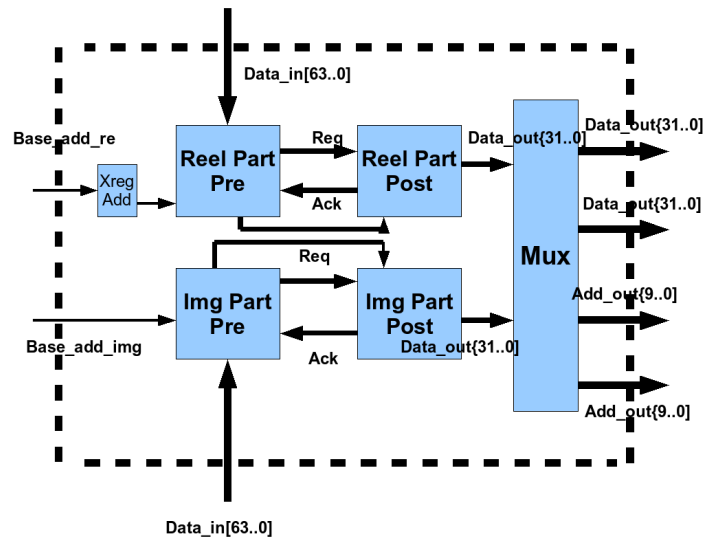 Data_in[63..0]
Base_add_re
Xreg
Add
Reel Part
Pre
Req
Ack
Reel Part
Post
Data_out{31..0]
Data_out{31..0]
Data_out{31..0]
Mux
Req
Img Part
Pre
Img Part
Post
Base_add_img
Ack
Data_out{31..0]
Add_out{9..0]
Add_out{9..0]
Data_in[63..0]